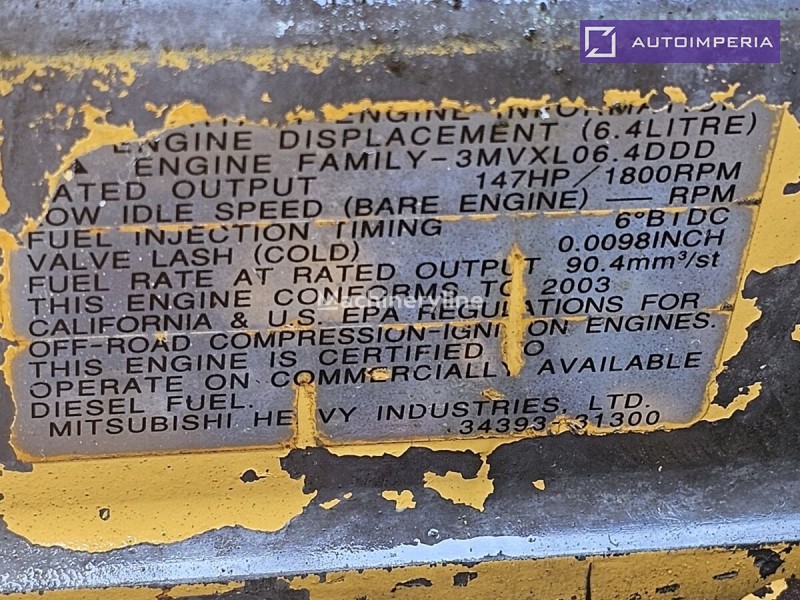 AUTOIMPERIA
ENGINE INFORMATION
ENGINE DISPLACEMENT (6.4LITRE)
ENGINE FAMILY-3MVXL06.4DDD
ATED OUTPUT 147HP/1800RPM
OW IDLE SPEED (BARE ENGINE) — RPM
FUEL INJECTION TIMING 6°BTDC
VALVE LASH (COLD) 0.0098INCH
FUEL RATE AT RATED OUTPUT 90.4mm³/st
THIS ENGINE CONFORMS TO 2003
CALIFORNIA & U.S. EPA REGULATIONS FOR
OFF-ROAD COMPRESSION-IGNITION ENGINES.
THIS ENGINE IS CERTIFIED TO
OPERATE ON COMMERCIALLY AVAILABLE
DIESEL FUEL.
MITSUBISHI HEAVY INDUSTRIES, LTD.
34393-31300
Machineryline